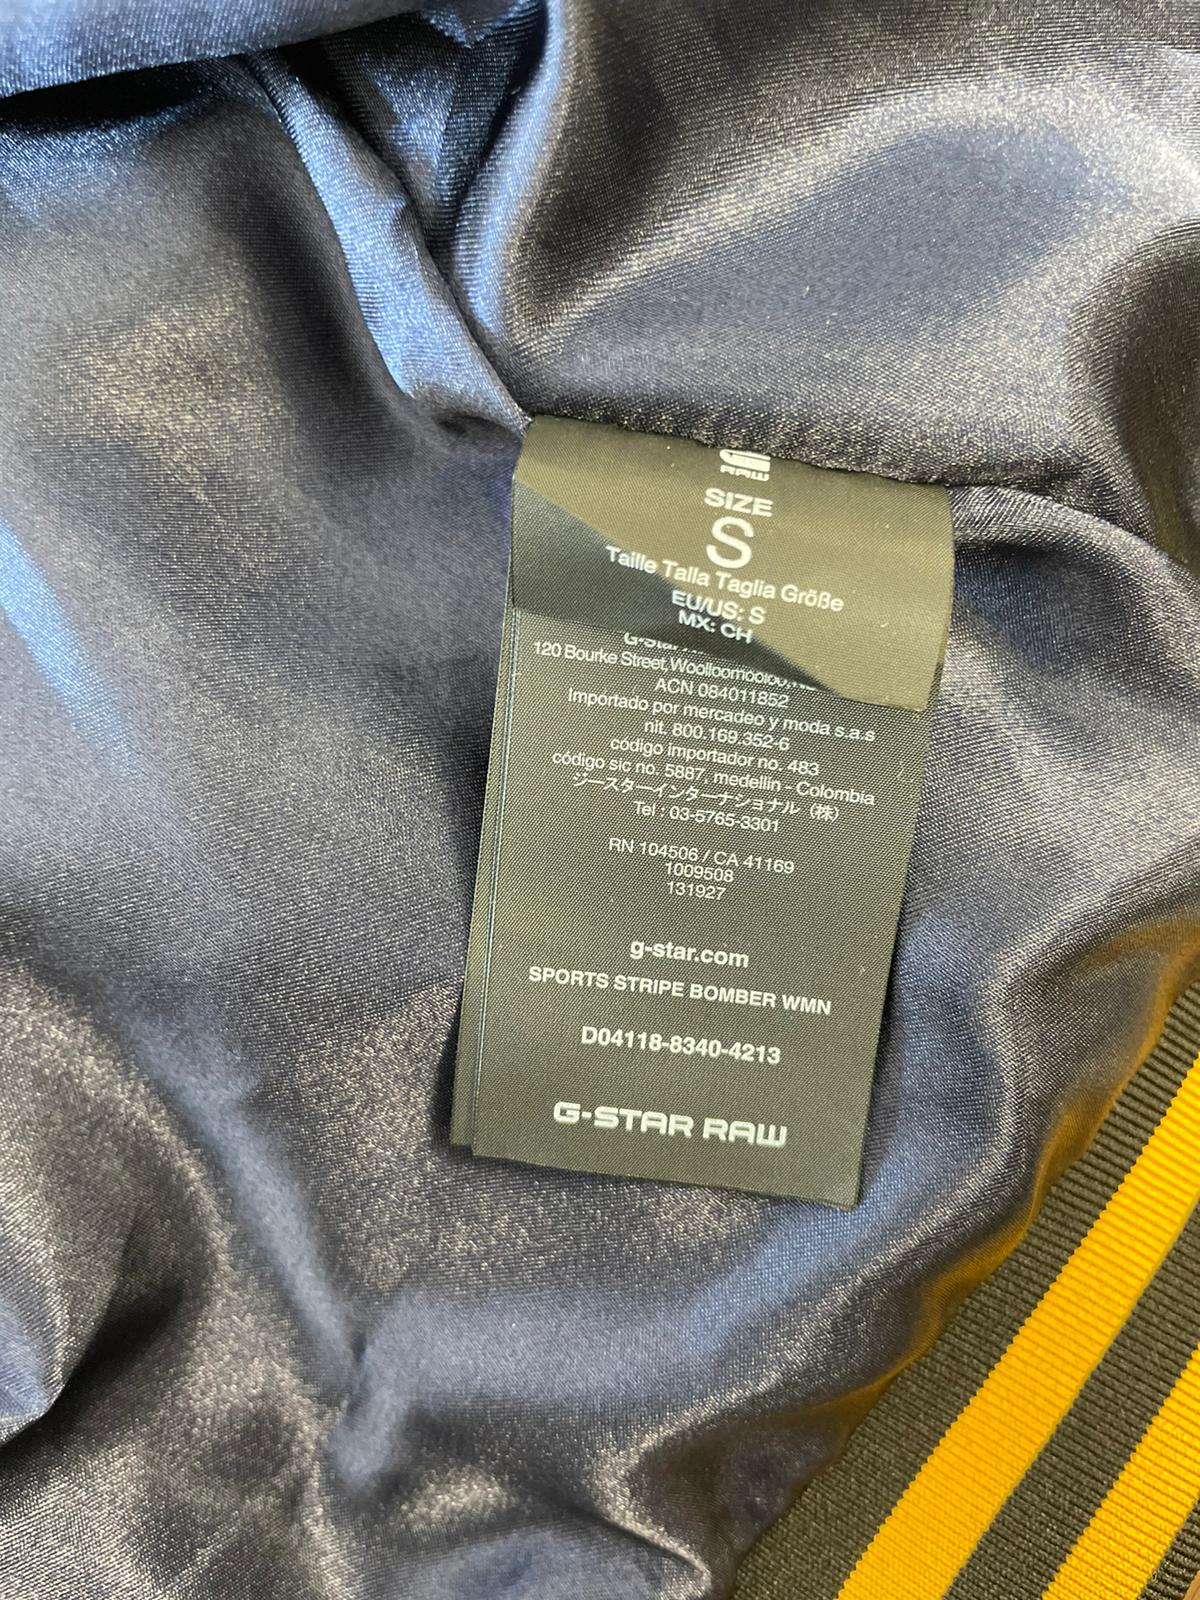 RAW
SIZE
S
Taille Talla Taglia Größe
EU/US: S
MX: CH
120 Bourke Street, Woolloomooloo,
ACN 084011852
Importado por mercadeo y moda s.a.s
nit. 800.169.352-6
código importador no. 483
código sic no. 5887, medellin - Colombia
ジースターインターナショナル（株）
Tel : 03-5765-3301
RN 104506 / CA 41169
1009508
131927
g-star.com
SPORTS STRIPE BOMBER WMN
D04118-8340-4213
G-STAR RAW